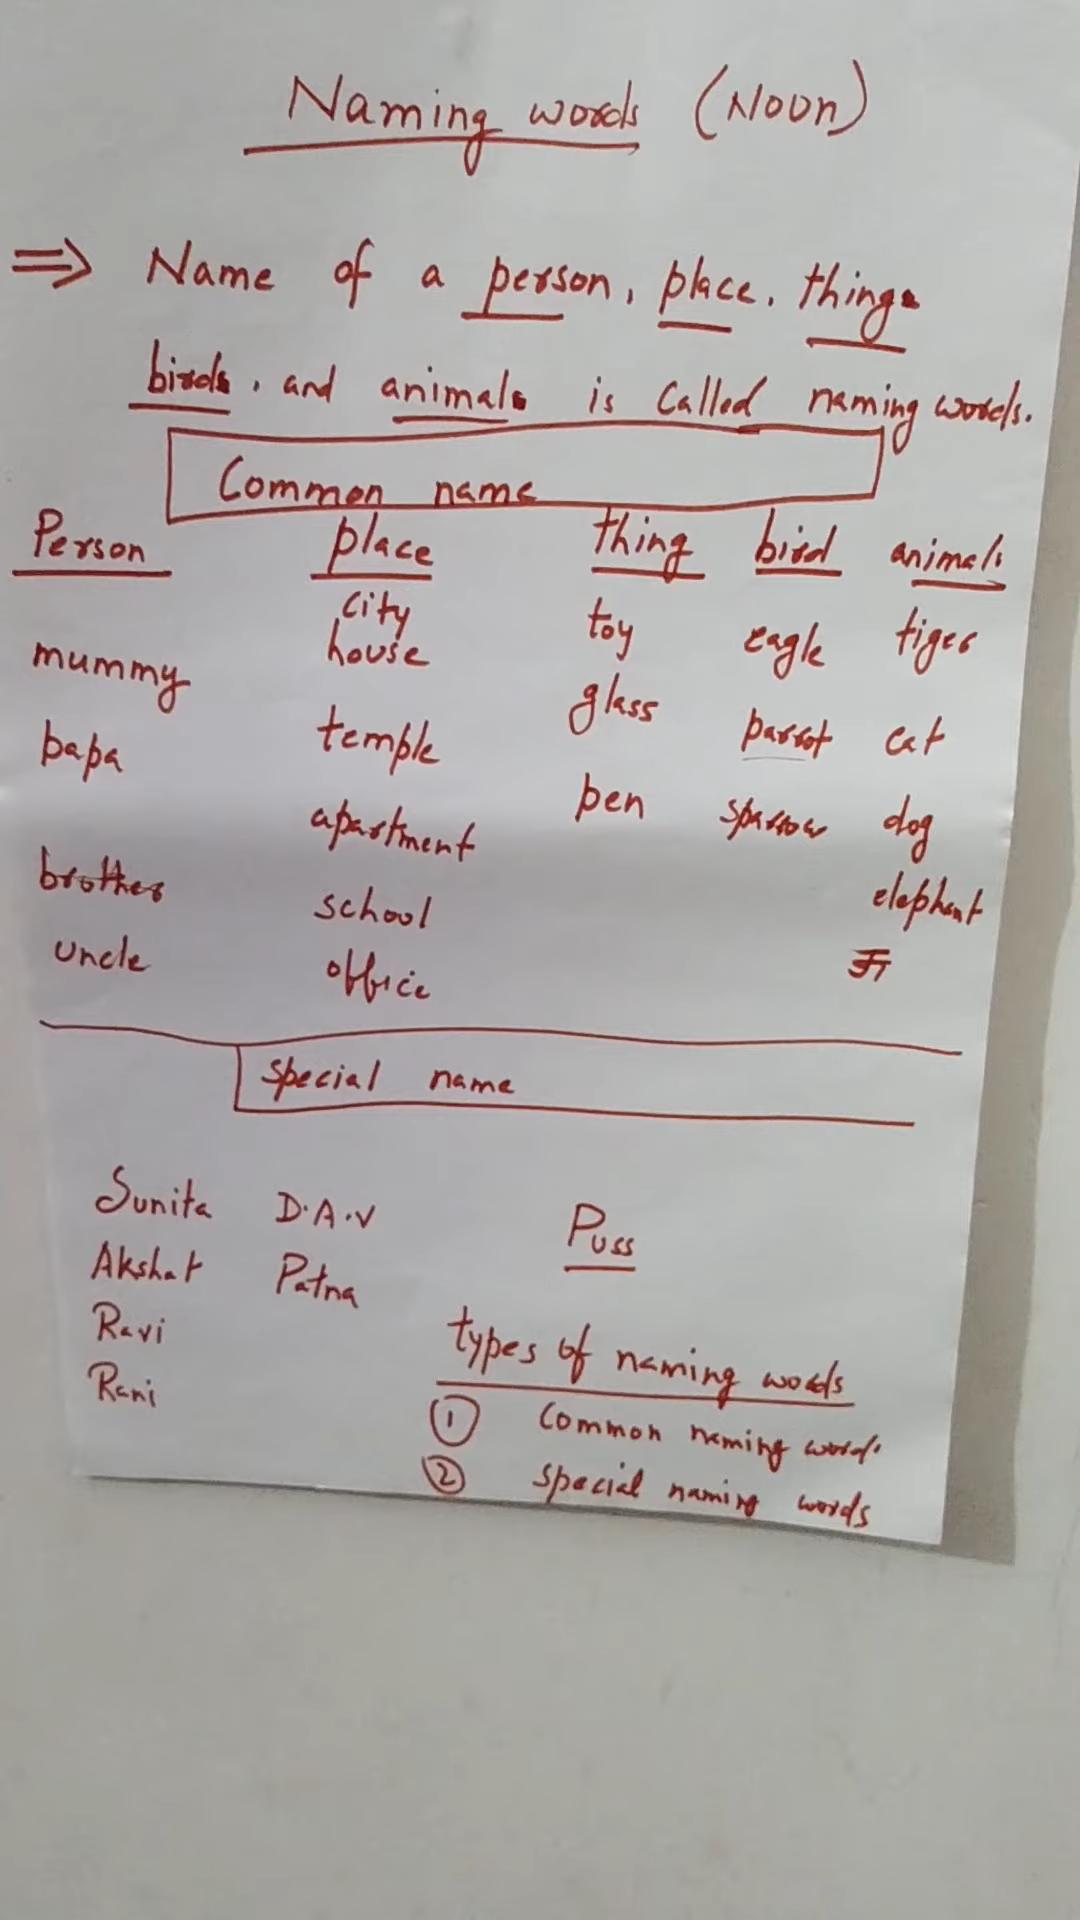 Naming words (Noun)
⇒ Name of a person, place, things
birds, and animals is called naming words.
Common name
Person place thing bird animals
city
mummy house toy eagle tiger
papa temple glass parrot cat
apartment pen sparrow dog
brother school elephant
uncle office
special name
Sunita D.A.V Puss
Akshat Patna
Ravi types of naming words
Rani ① Common naming words
② special naming words